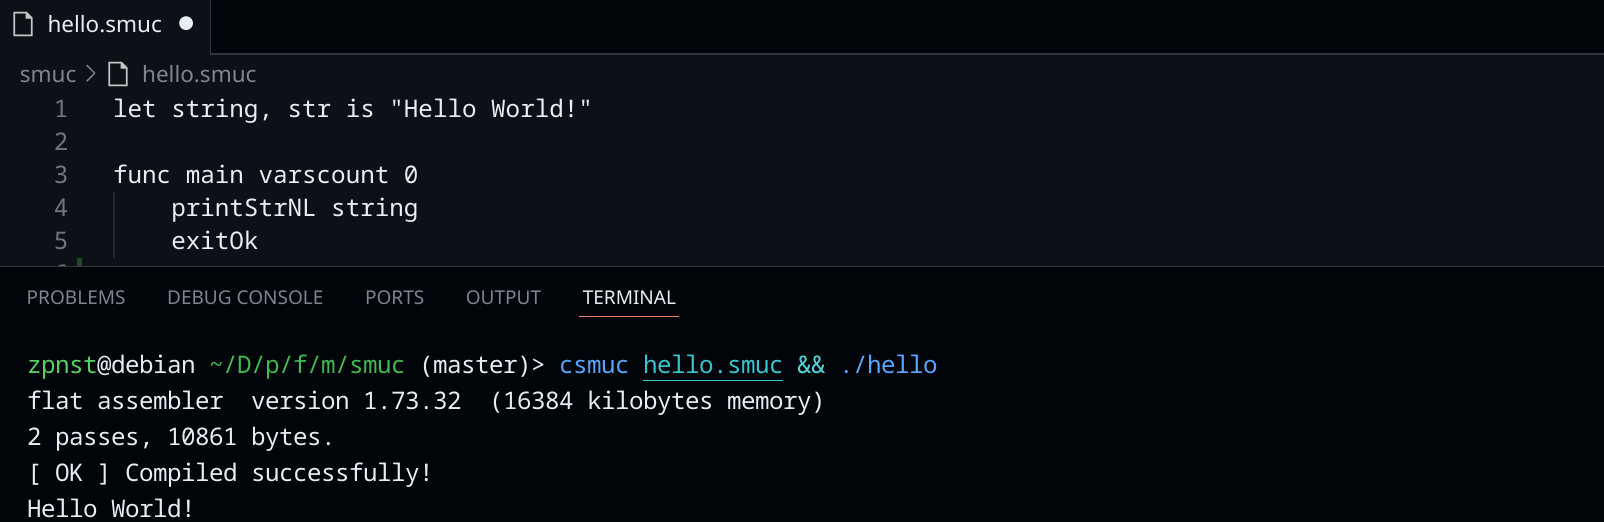 hello.smuc
smuc > hello.smuc
1 let string, str is "Hello World!"
2
3 func main varscount 0
4 printStrNL string
5 exitOk
PROBLEMS DEBUG CONSOLE PORTS OUTPUT TERMINAL
zpnst@debian ~/D/p/f/m/smuc (master)> csmuc hello.smuc && ./hello
flat assembler  version 1.73.32  (16384 kilobytes memory)
2 passes, 10861 bytes.
[ OK ] Compiled successfully!
Hello World!